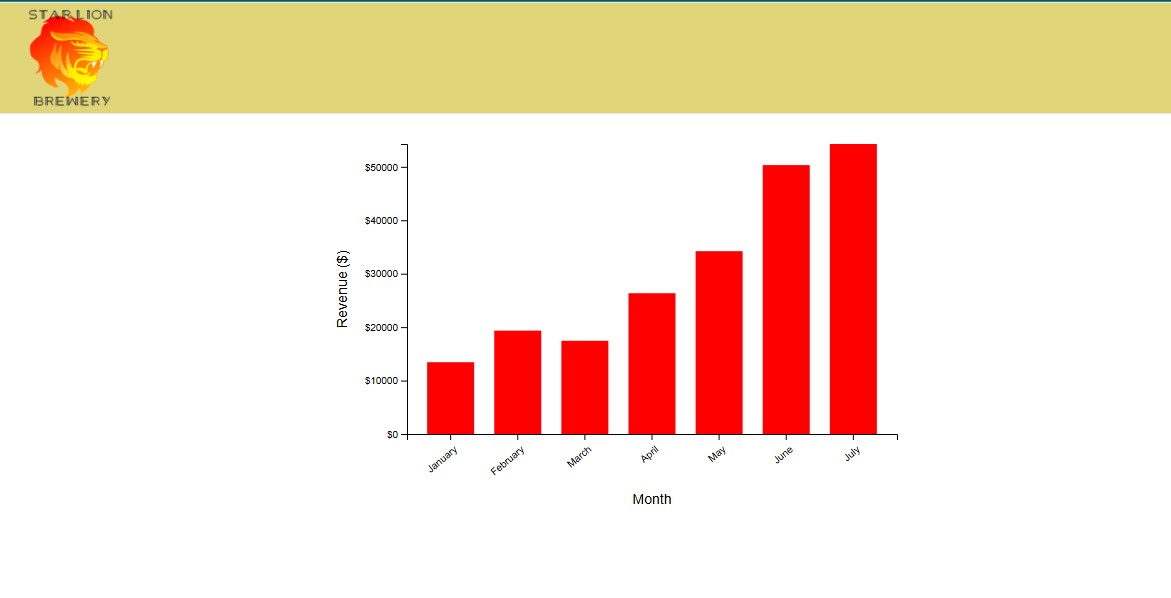 STAR LION
BREWERY
$50000
$40000
$30000
$20000
$10000
$0
Revenue ($)
January
February
March
April
May
June
July
Month